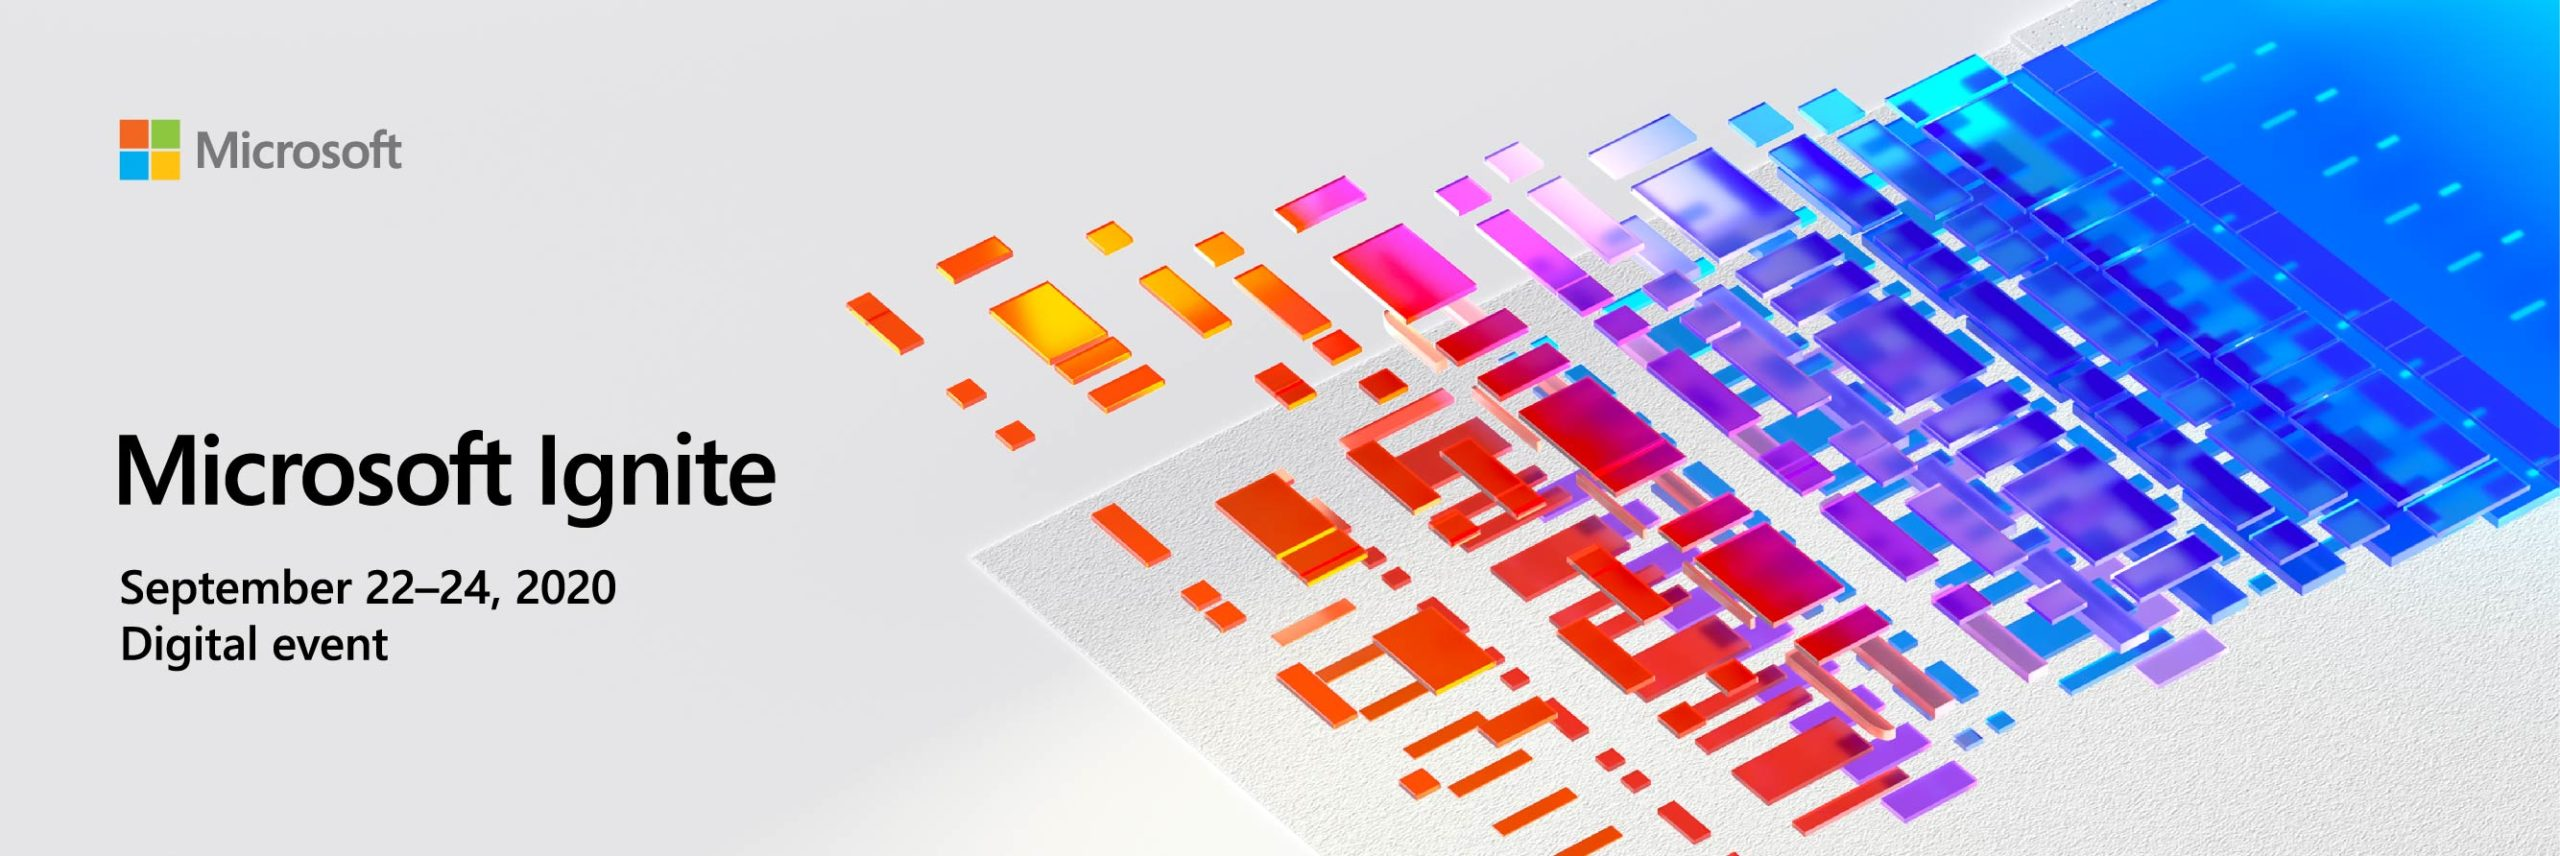 Microsoft
Microsoft Ignite
September 22–24, 2020
Digital event